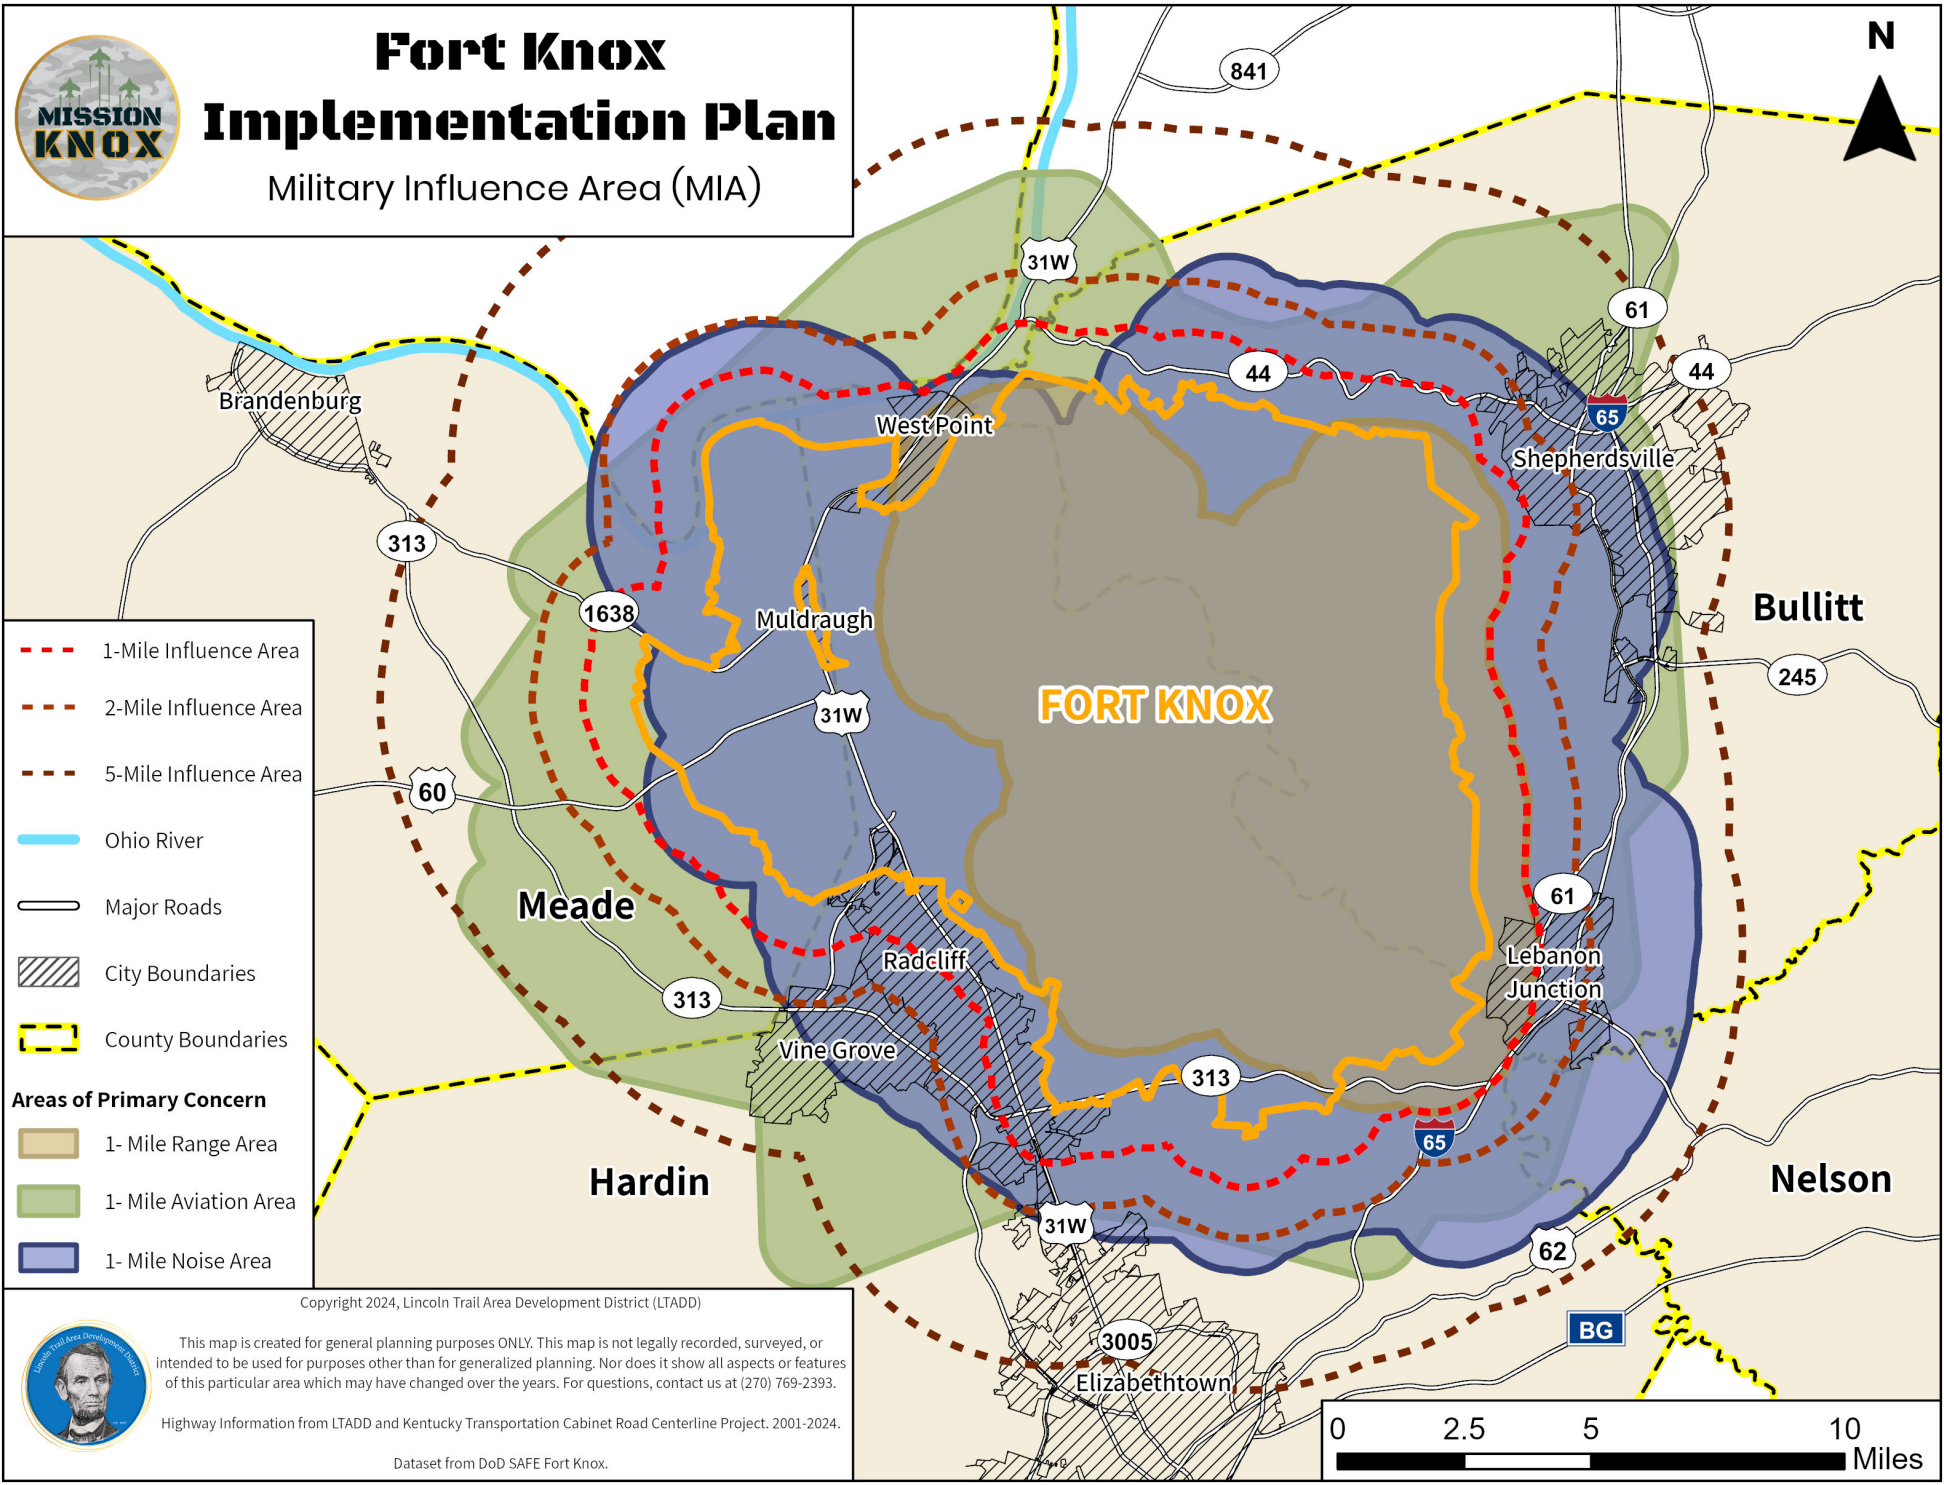 MISSION
KNOX
Fort Knox
Implementation Plan
Military Influence Area (MIA)
N
841
31W
61
44
44
65
Brandenburg
West Point
Shepherdsville
313
1638
Muldraugh
Bullitt
245
FORT KNOX
31W
60
61
Meade
Radcliff
Lebanon
Junction
313
Vine Grove
313
65
Hardin
Nelson
31W
62
BG
3005
Elizabethtown
1-Mile Influence Area
2-Mile Influence Area
5-Mile Influence Area
Ohio River
Major Roads
City Boundaries
County Boundaries
Areas of Primary Concern
1- Mile Range Area
1- Mile Aviation Area
1- Mile Noise Area
Lincoln Trail Area Development District
Copyright 2024, Lincoln Trail Area Development District (LTADD)
This map is created for general planning purposes ONLY. This map is not legally recorded, surveyed, or
intended to be used for purposes other than for generalized planning. Nor does it show all aspects or features
of this particular area which may have changed over the years. For questions, contact us at (270) 769-2393.
Highway Information from LTADD and Kentucky Transportation Cabinet Road Centerline Project. 2001-2024.
Dataset from DoD SAFE Fort Knox.
0 2.5 5 10
Miles